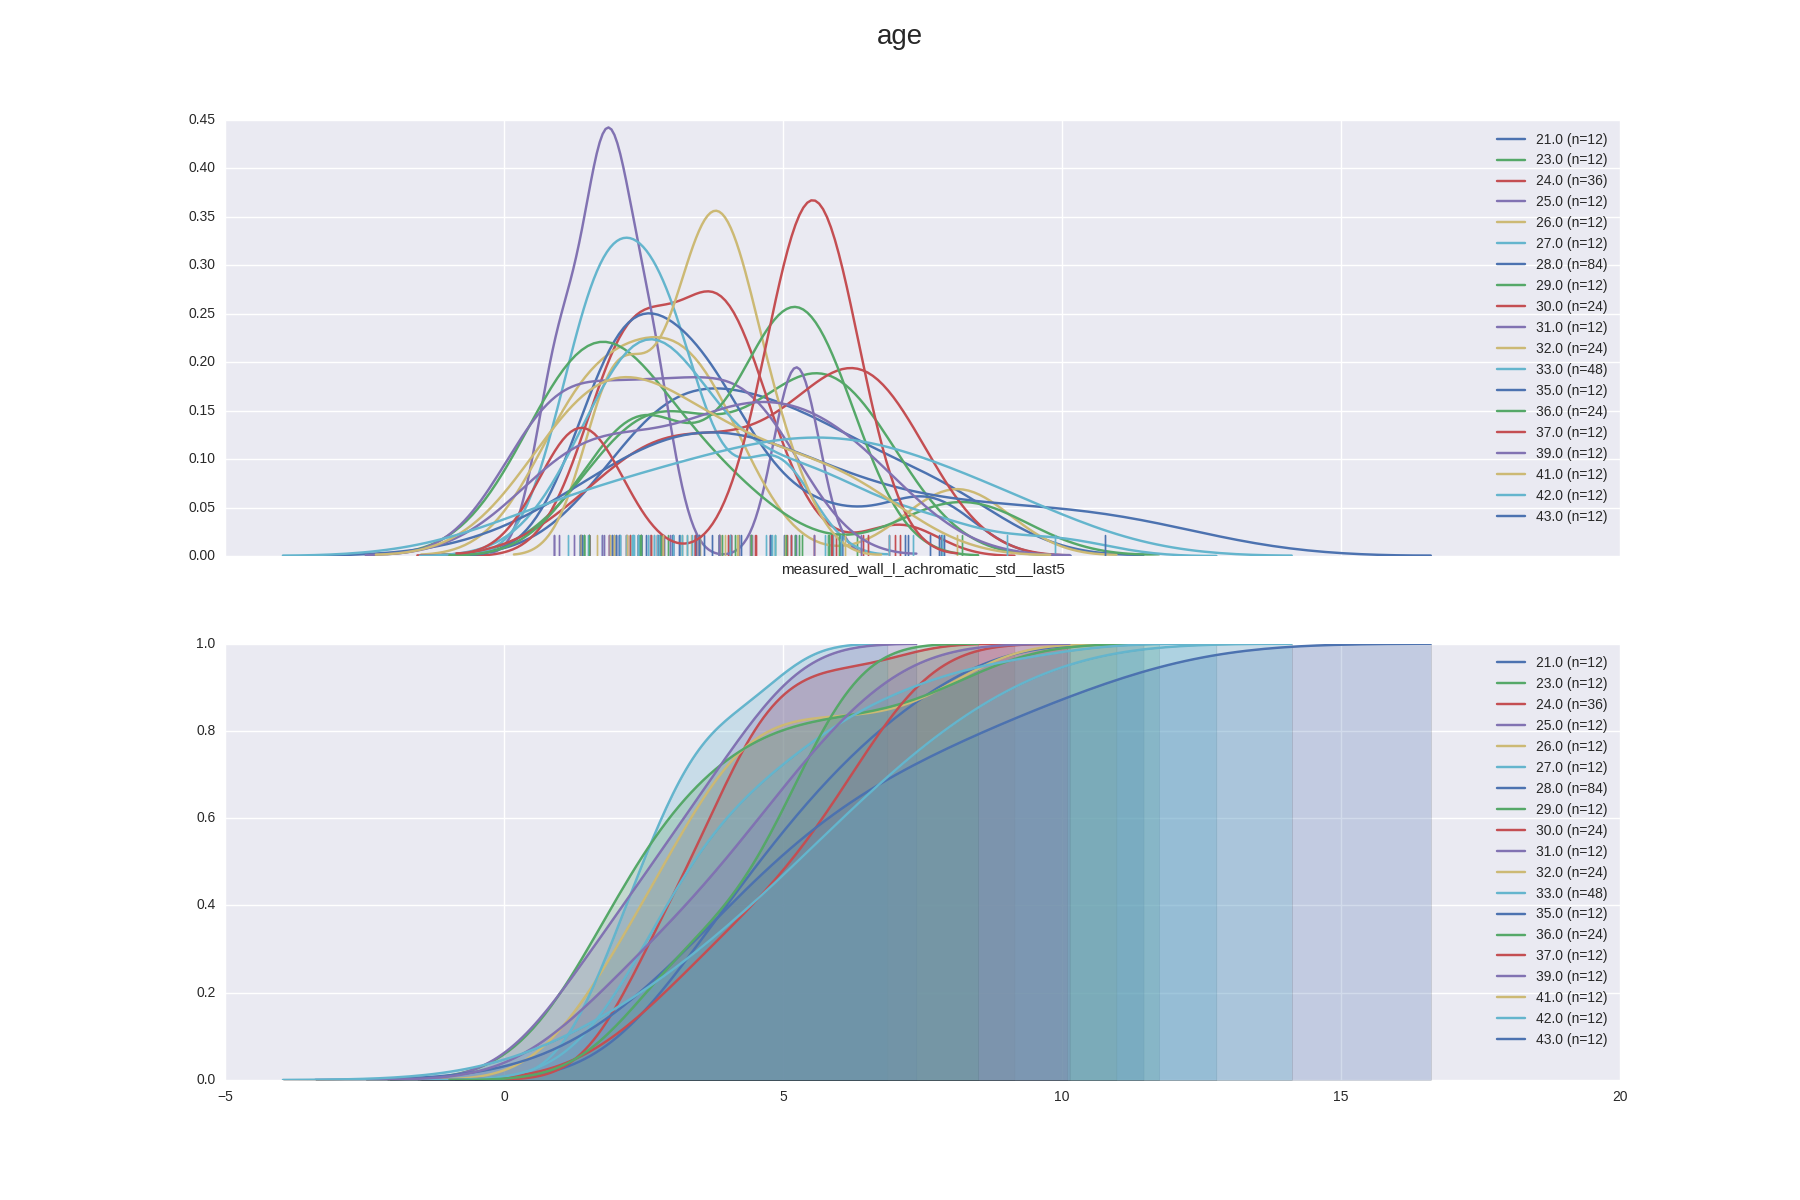 age
0.45
0.40
0.35
0.30
0.25
0.20
0.15
0.10
0.05
0.00
21.0 (n=12)
23.0 (n=12)
24.0 (n=36)
25.0 (n=12)
26.0 (n=12)
27.0 (n=12)
28.0 (n=84)
29.0 (n=12)
30.0 (n=24)
31.0 (n=12)
32.0 (n=24)
33.0 (n=48)
35.0 (n=12)
36.0 (n=24)
37.0 (n=12)
39.0 (n=12)
41.0 (n=12)
42.0 (n=12)
43.0 (n=12)
measured_wall_l_achromatic__std__last5
1.0
0.8
0.6
0.4
0.2
0.0
21.0 (n=12)
23.0 (n=12)
24.0 (n=36)
25.0 (n=12)
26.0 (n=12)
27.0 (n=12)
28.0 (n=84)
29.0 (n=12)
30.0 (n=24)
31.0 (n=12)
32.0 (n=24)
33.0 (n=48)
35.0 (n=12)
36.0 (n=24)
37.0 (n=12)
39.0 (n=12)
41.0 (n=12)
42.0 (n=12)
43.0 (n=12)
−5 0 5 10 15 20